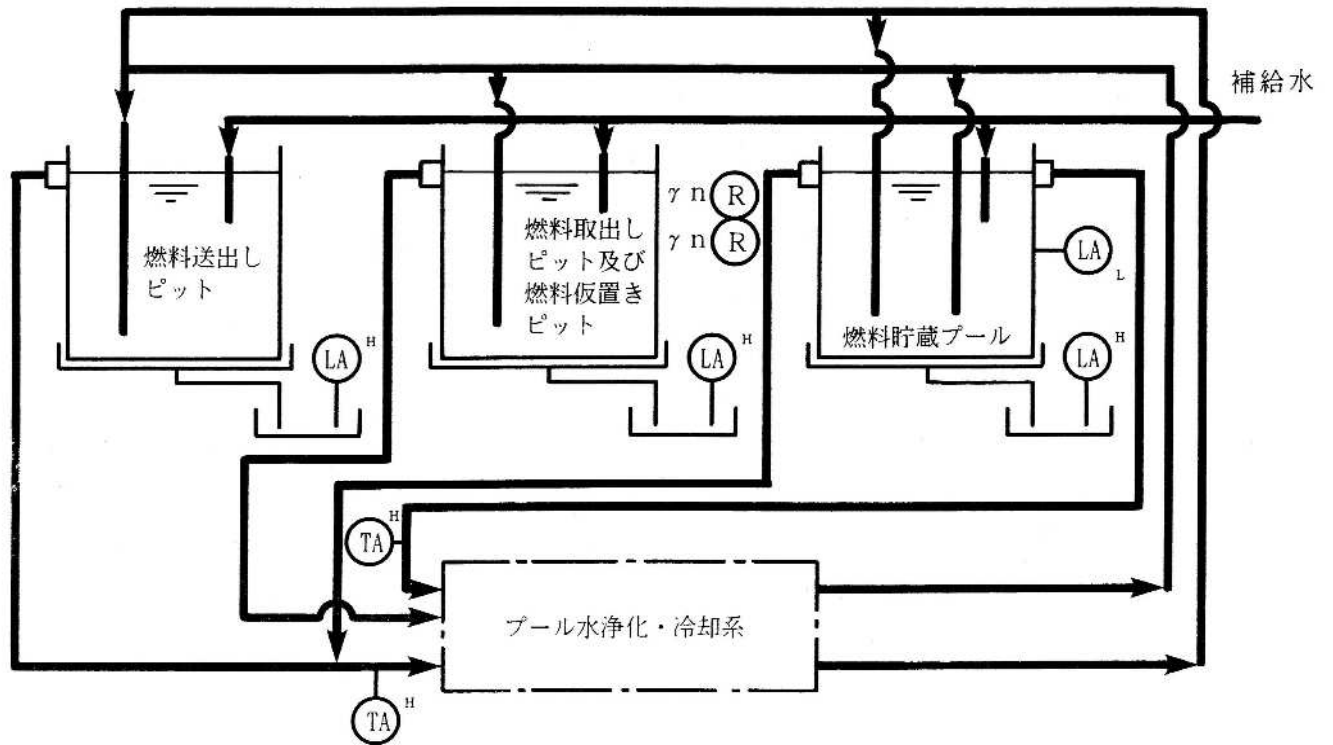 補給水
燃料送出し
ピット
燃料取出し
ピット及び
燃料仮置き
ピット
γn R
γn R
燃料貯蔵プール
LA L
LA H
LA H
LA H
TA H
プール水浄化・冷却系
TA H